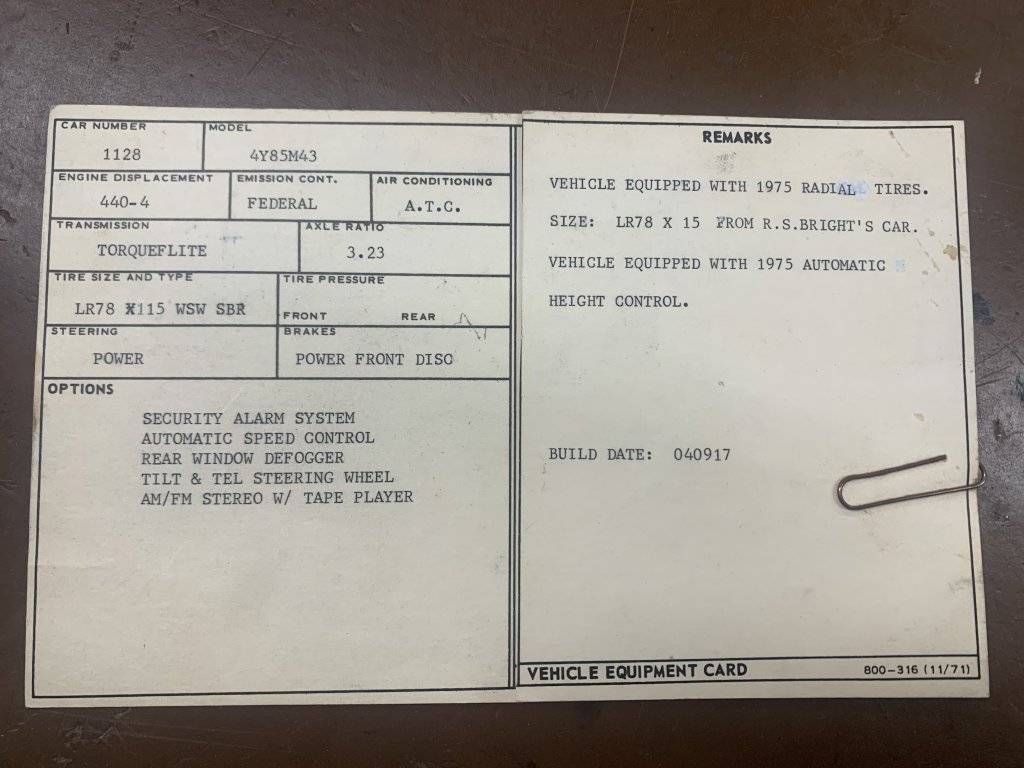 CAR NUMBER
1128
MODEL
4Y85M43
ENGINE DISPLACEMENT
440-4
EMISSION CONT.
FEDERAL
AIR CONDITIONING
A.T.C.
TRANSMISSION
TORQUEFLITE
AXLE RATIO
3.23
TIRE SIZE AND TYPE
LR78 X115 WSW SBR
TIRE PRESSURE
FRONT REAR
STEERING
POWER
BRAKES
POWER FRONT DISC
OPTIONS
SECURITY ALARM SYSTEM
AUTOMATIC SPEED CONTROL
REAR WINDOW DEFOGGER
TILT & TEL STEERING WHEEL
AM/FM STEREO W/ TAPE PLAYER
REMARKS
VEHICLE EQUIPPED WITH 1975 RADIAL TIRES.
SIZE: LR78 X 15 FROM R.S.BRIGHT'S CAR.
VEHICLE EQUIPPED WITH 1975 AUTOMATIC
HEIGHT CONTROL.
BUILD DATE: 040917
VEHICLE EQUIPMENT CARD
800-316 (11/71)